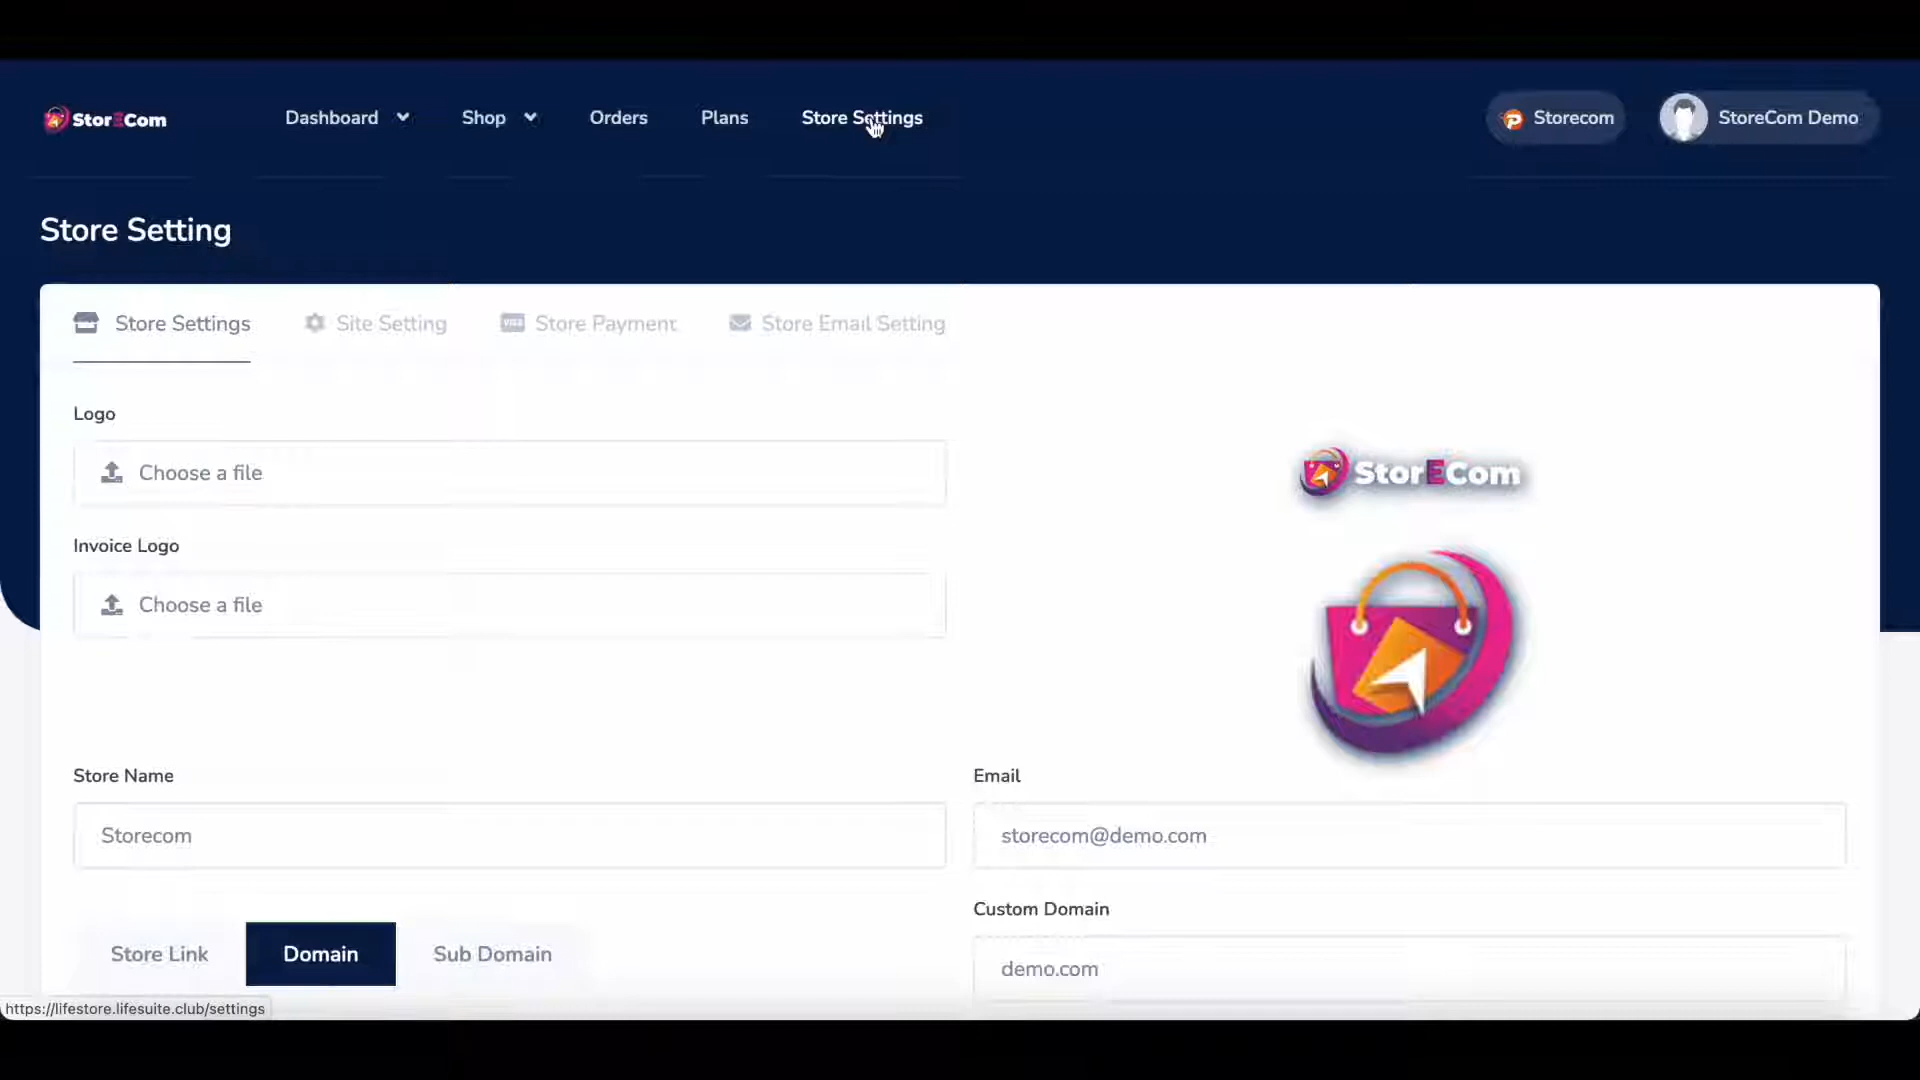 StorECom
Dashboard
Shop
Orders
Plans
Store Settings
Storecom
StoreCom Demo
Store Setting
Store Settings
Site Setting
VISA
Store Payment
Store Email Setting
Logo
Choose a file
StorECom
Invoice Logo
Choose a file
Store Name
Email
Storecom
storecom@demo.com
Custom Domain
Store Link
Domain
Sub Domain
demo.com
https://lifestore.lifesuite.club/settings